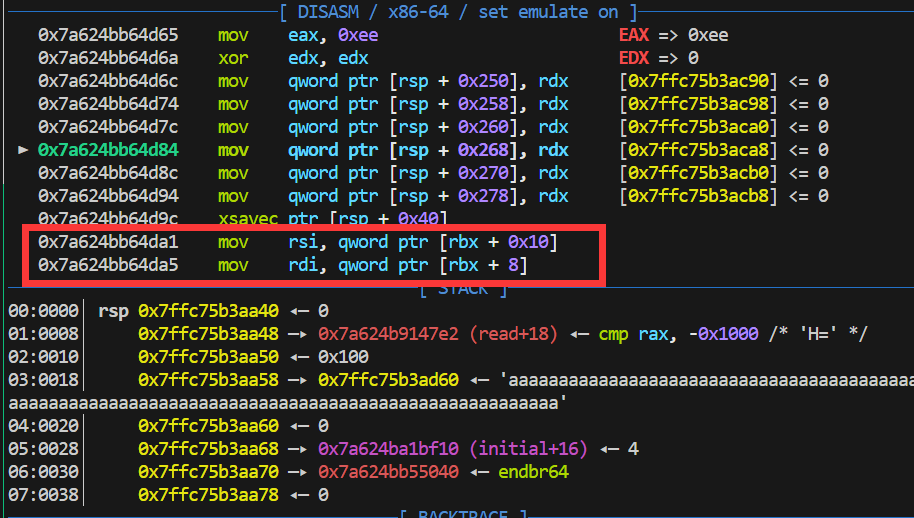 [ DISASM / x86-64 / set emulate on ]
0x7a624bb64d65 mov eax, 0xee EAX => 0xee
0x7a624bb64d6a xor edx, edx EDX => 0
0x7a624bb64d6c mov qword ptr [rsp + 0x250], rdx [0x7ffc75b3ac90] <= 0
0x7a624bb64d74 mov qword ptr [rsp + 0x258], rdx [0x7ffc75b3ac98] <= 0
0x7a624bb64d7c mov qword ptr [rsp + 0x260], rdx [0x7ffc75b3aca0] <= 0
► 0x7a624bb64d84 mov qword ptr [rsp + 0x268], rdx [0x7ffc75b3aca8] <= 0
0x7a624bb64d8c mov qword ptr [rsp + 0x270], rdx [0x7ffc75b3acb0] <= 0
0x7a624bb64d94 mov qword ptr [rsp + 0x278], rdx [0x7ffc75b3acb8] <= 0
0x7a624bb64d9c xsavec ptr [rsp + 0x40]
0x7a624bb64da1 mov rsi, qword ptr [rbx + 0x10]
0x7a624bb64da5 mov rdi, qword ptr [rbx + 8]
[ STACK ]
00:0000│ rsp 0x7ffc75b3aa40 ◂— 0
01:0008│ 0x7ffc75b3aa48 —▸ 0x7a624b9147e2 (read+18) ◂— cmp rax, -0x1000 /* 'H=' */
02:0010│ 0x7ffc75b3aa50 ◂— 0x100
03:0018│ 0x7ffc75b3aa58 —▸ 0x7ffc75b3ad60 ◂— 'aaaaaaaaaaaaaaaaaaaaaaaaaaaaaaaaaaaaaaaaa
aaaaaaaaaaaaaaaaaaaaaaaaaaaaaaaaaaaaaaaaaaaaaaaaaaaaaaa'
04:0020│ 0x7ffc75b3aa60 ◂— 0
05:0028│ 0x7ffc75b3aa68 —▸ 0x7a624ba1bf10 (initial+16) ◂— 4
06:0030│ 0x7ffc75b3aa70 —▸ 0x7a624bb55040 ◂— endbr64
07:0038│ 0x7ffc75b3aa78 ◂— 0
[ BACKTRACE ]